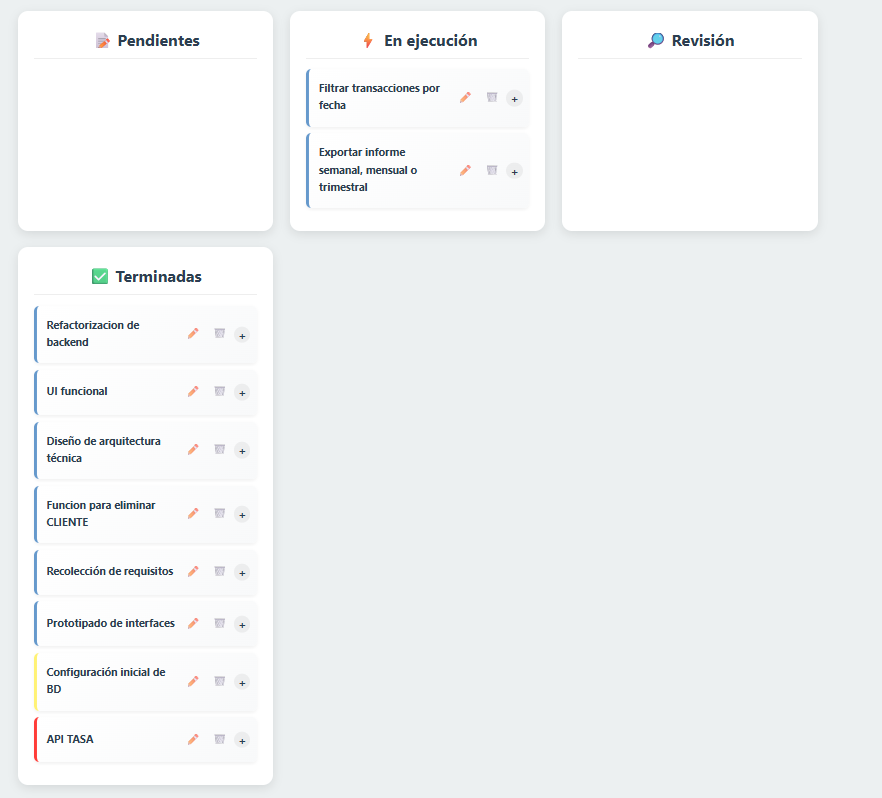 Pendientes
En ejecución
Filtrar transacciones por
fecha
+
Exportar informe
semanal, mensual o
trimestral
+
Revisión
Terminadas
Refactorizacion de
backend
+
UI funcional
+
Diseño de arquitectura
técnica
+
Funcion para eliminar
CLIENTE
+
Recolección de requisitos
+
Prototipado de interfaces
+
Configuración inicial de
BD
+
API TASA
+